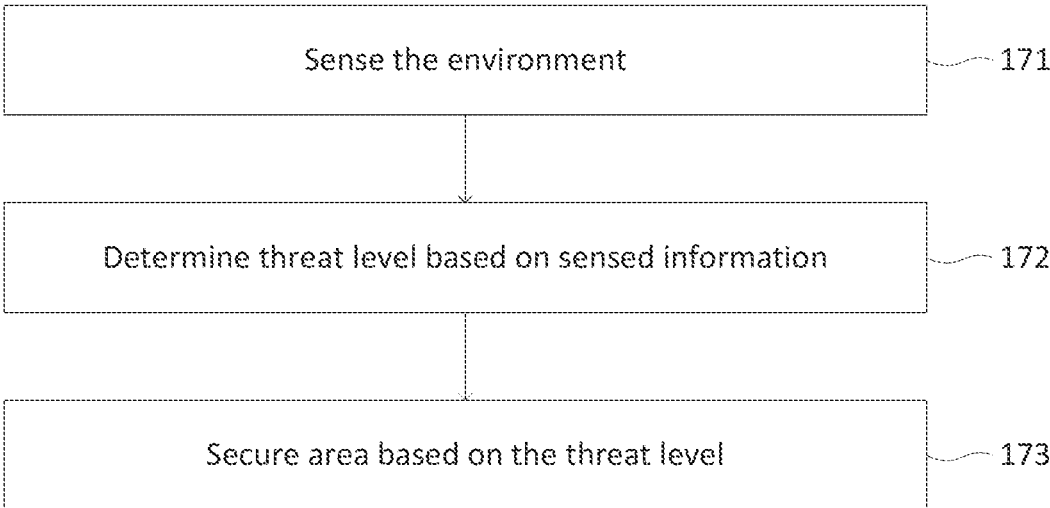 Sense the environment
171
Determine threat level based on sensed information
172
Secure area based on the threat level
173